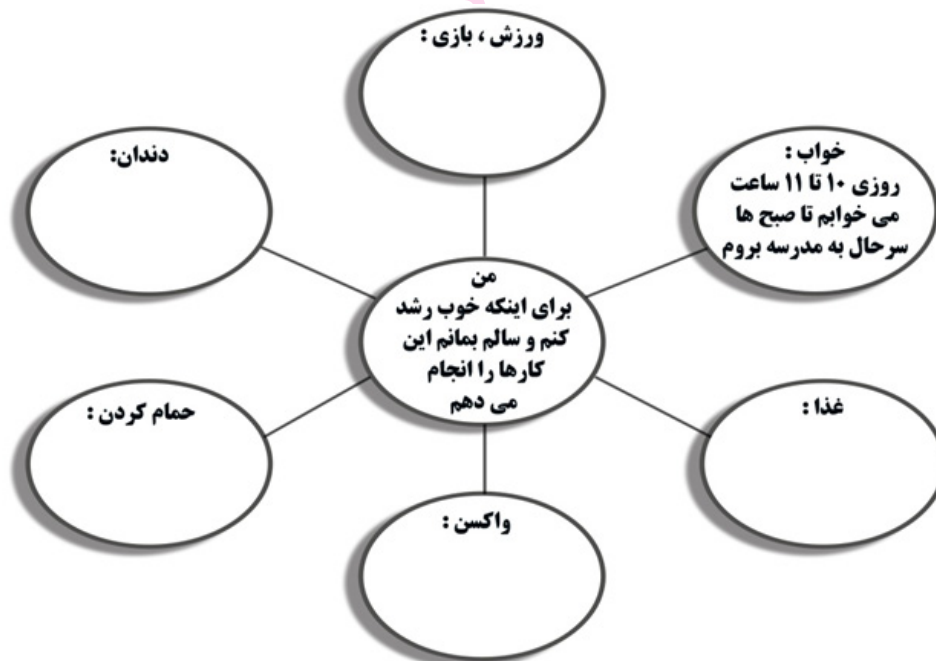 ورزش ، بازی :
دندان:
خواب :
روزی ۱۰ تا ۱۱ ساعت
می خوابم تا صبح ها
سرحال به مدرسه بروم
من
برای اینکه خوب رشد
کنم و سالم بمانم این
کارها را انجام
می دهم
حمام کردن :
غذا :
واکسن :